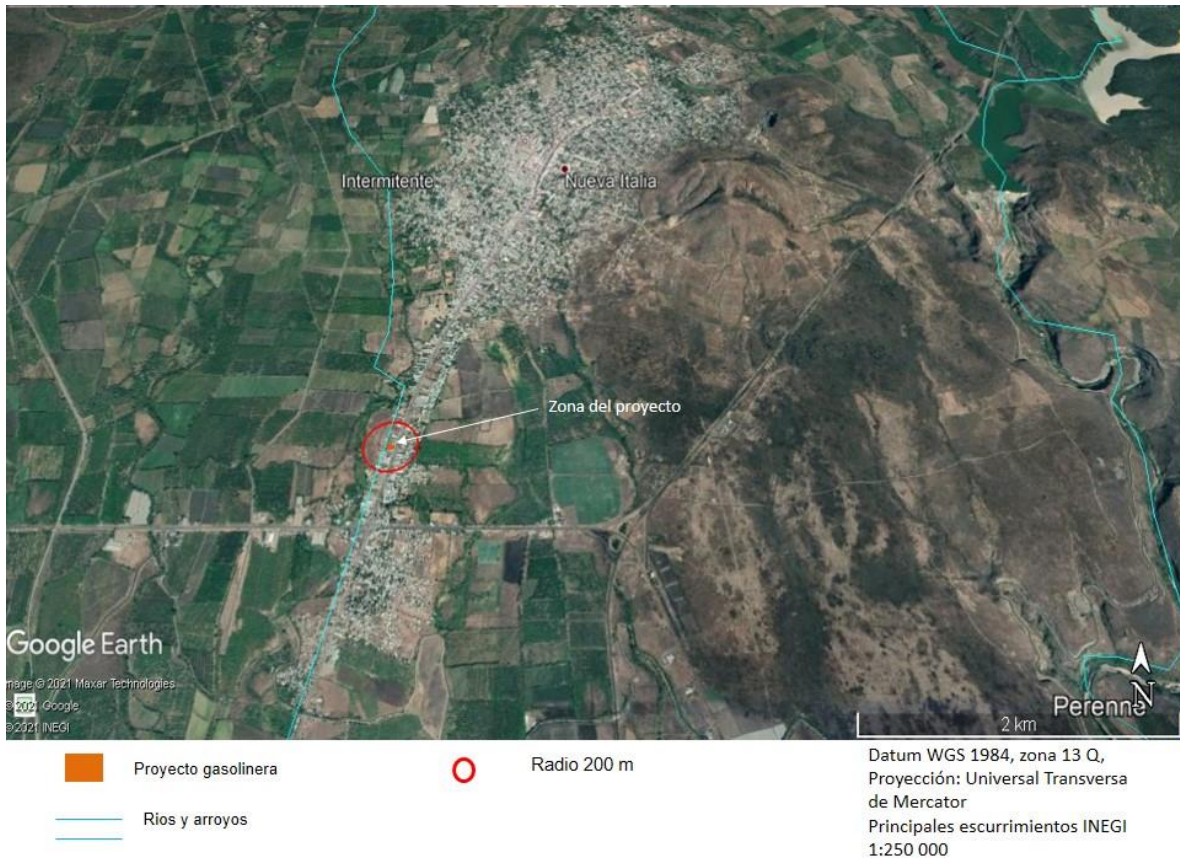 Intermitente
Nueva Italia
Zona del proyecto
Google Earth
mage © 2021 Maxar Technologies
© 2021 Google
© 2021 INEGI
N
Perenne
2 km
Proyecto gasolinera
Radio 200 m
Rios y arroyos
Datum WGS 1984, zona 13 Q,
Proyección: Universal Transversa
de Mercator
Principales escurrimientos INEGI
1:250 000